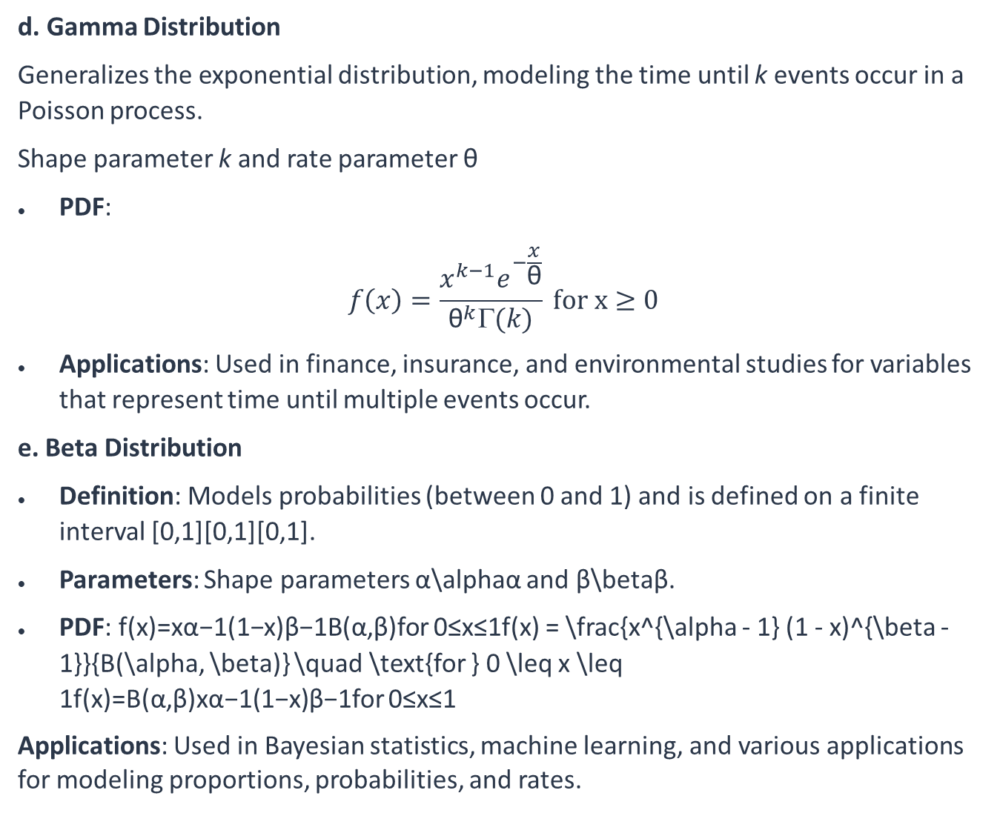 d. Gamma Distribution
Generalizes the exponential distribution, modeling the time until k events occur in a
Poisson process.
Shape parameter k and rate parameter θ
• PDF:
f(x) = \frac{x^{k-1} e^{-\frac{x}{θ}}}{θ^k Γ(k)} for x ≥ 0
• Applications: Used in finance, insurance, and environmental studies for variables
that represent time until multiple events occur.
e. Beta Distribution
• Definition: Models probabilities (between 0 and 1) and is defined on a finite
interval [0,1][0,1][0,1].
• Parameters: Shape parameters α\alphaα and β\betaβ.
• PDF: f(x)=xα−1(1−x)β−1B(α,β)for 0≤x≤1f(x) = \frac{x^{\alpha - 1} (1 - x)^{\beta -
1}}{B(\alpha, \beta)} \quad \text{for } 0 \leq x \leq
1f(x)=B(α,β)xα−1(1−x)β−1for 0≤x≤1
Applications: Used in Bayesian statistics, machine learning, and various applications
for modeling proportions, probabilities, and rates.